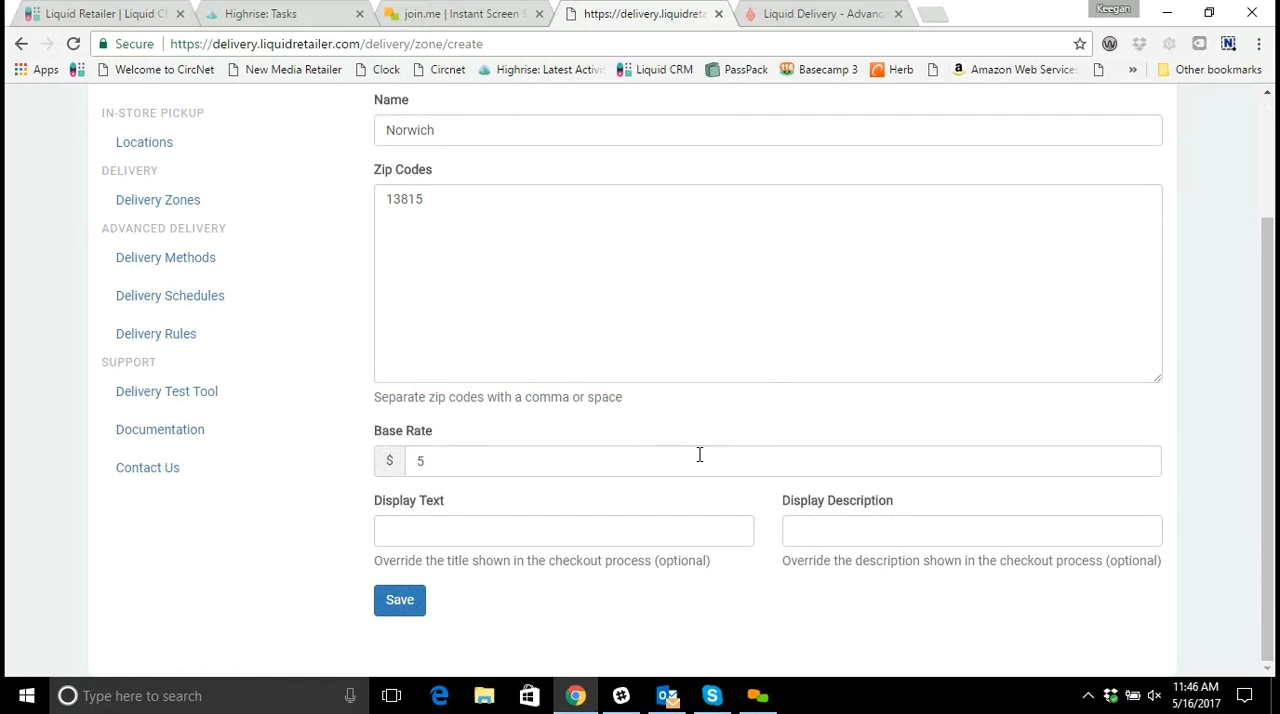 Liquid Retailer | Liquid C
Highrise: Tasks
join.me | Instant Screen S
https://delivery.liquidreta
Liquid Delivery - Advanc
Keegan
Secure
https://delivery.liquidretailer.com/delivery/zone/create
Apps
Welcome to CircNet
New Media Retailer
Clock
Circnet
Highrise: Latest Activi
Liquid CRM
PassPack
Basecamp 3
Herb
Amazon Web Services
»
Other bookmarks
IN-STORE PICKUP
Locations
DELIVERY
Delivery Zones
ADVANCED DELIVERY
Delivery Methods
Delivery Schedules
Delivery Rules
SUPPORT
Delivery Test Tool
Documentation
Contact Us
Name
Norwich
Zip Codes
13815
Separate zip codes with a comma or space
Base Rate
$ 5
Display Text
Override the title shown in the checkout process (optional)
Display Description
Override the description shown in the checkout process (optional)
Save
Type here to search
11:46 AM
5/16/2017